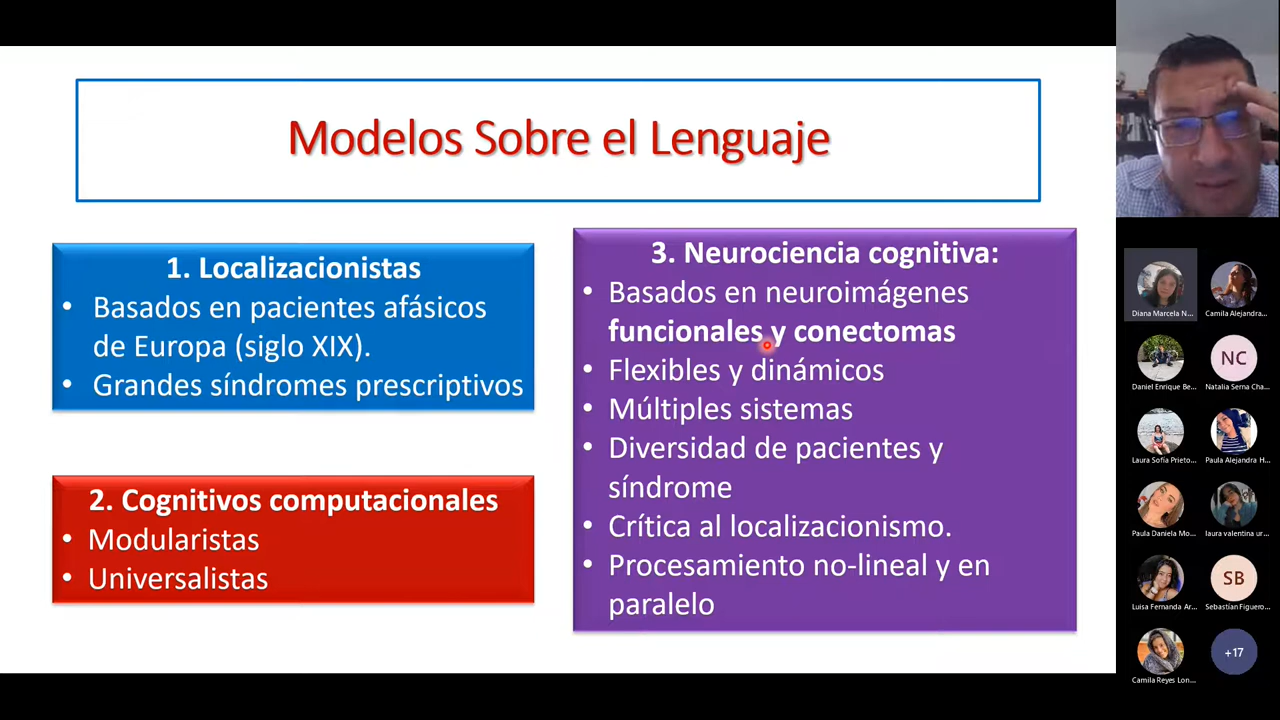 Modelos Sobre el Lenguaje
1. Localizacionistas
• Basados en pacientes afásicos
de Europa (siglo XIX).
• Grandes síndromes prescriptivos
2. Cognitivos computacionales
• Modularistas
• Universalistas
3. Neurociencia cognitiva:
• Basados en neuroimágenes
funcionales y conectomas
• Flexibles y dinámicos
• Múltiples sistemas
• Diversidad de pacientes y
síndrome
• Crítica al localizacionismo.
• Procesamiento no-lineal y en
paralelo
Diana Marcela N...
Camila Alejandra...
Daniel Enrique Be...
NC
Natalia Serna Cha...
Laura Sofía Prieto...
Paula Alejandra H...
Paula Daniela Mo...
laura valentina ur...
Luisa Fernanda Ar...
SB
Sebastián Figuero...
Camila Reyes Lon...
+17